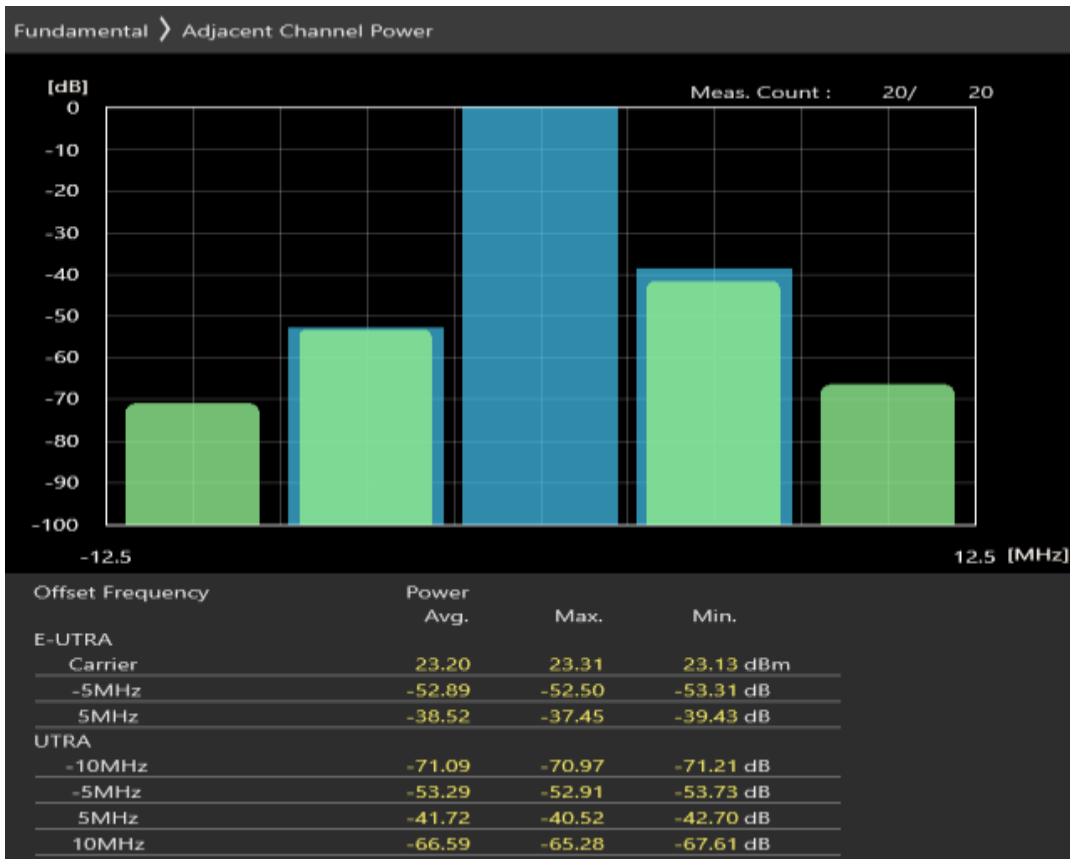 Fundamental ❯ Adjacent Channel Power
[dB]
Meas. Count : 20/ 20
0
-10
-20
-30
-40
-50
-60
-70
-80
-90
-100
-12.5 12.5 [MHz]
Offset Frequency Power
Avg. Max. Min.
E-UTRA
Carrier 23.20 23.31 23.13 dBm
-5MHz -52.89 -52.50 -53.31 dB
5MHz -38.52 -37.45 -39.43 dB
UTRA
-10MHz -71.09 -70.97 -71.21 dB
-5MHz -53.29 -52.91 -53.73 dB
5MHz -41.72 -40.52 -42.70 dB
10MHz -66.59 -65.28 -67.61 dB